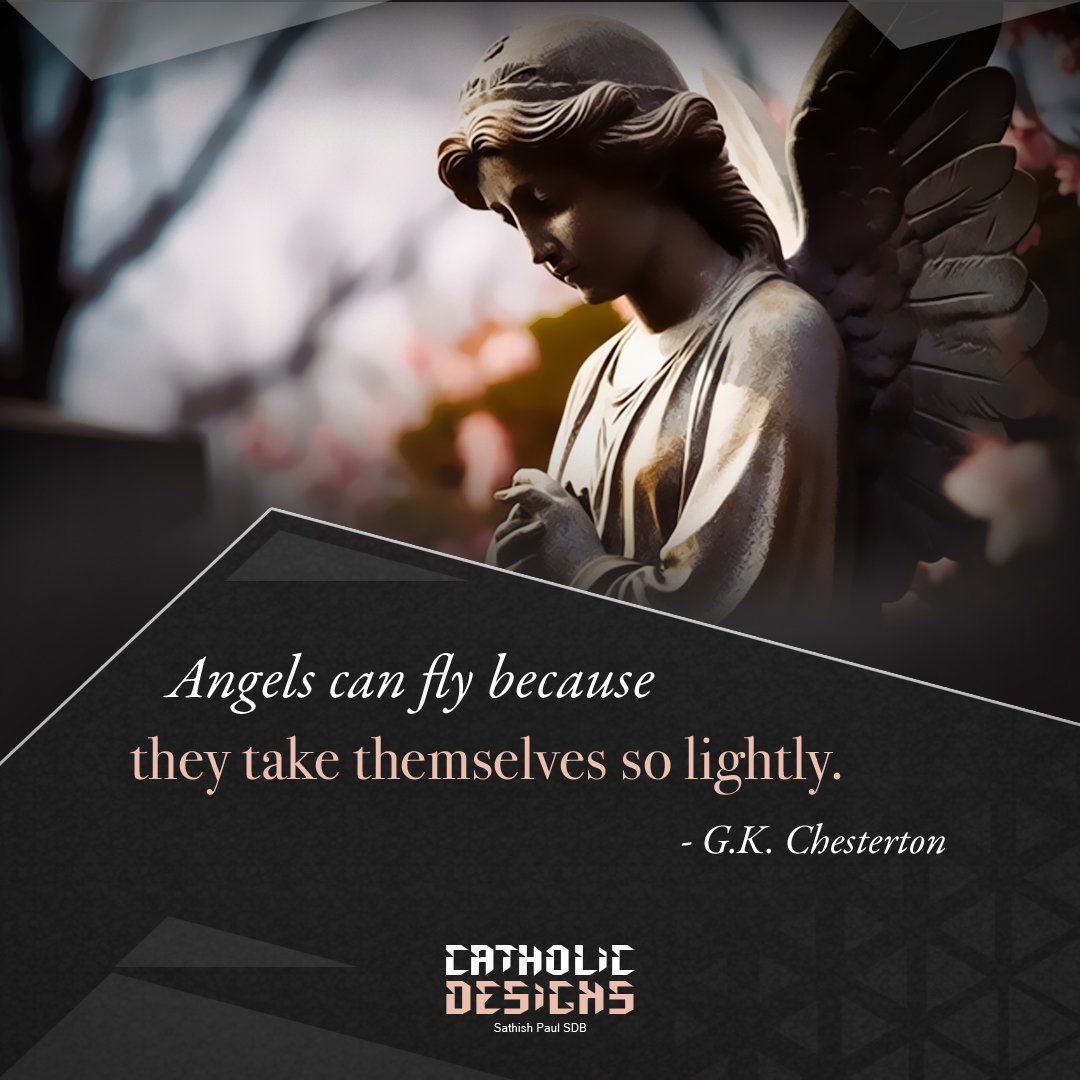 Angels can fly because
they take themselves so lightly.
- G.K. Chesterton
CATHOLIC
DESIGNS
Sathish Paul SDB